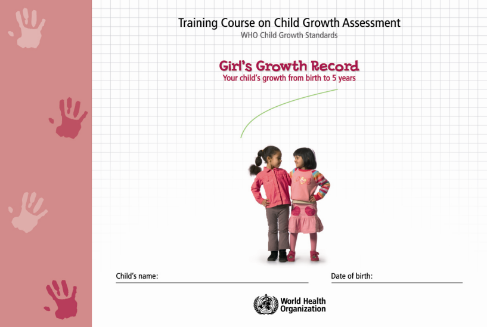 Training Course on Child Growth Assessment
WHO Child Growth Standards
Girl's Growth Record
Your child's growth from birth to 5 years
Child's name:
Date of birth:
World Health
Organization